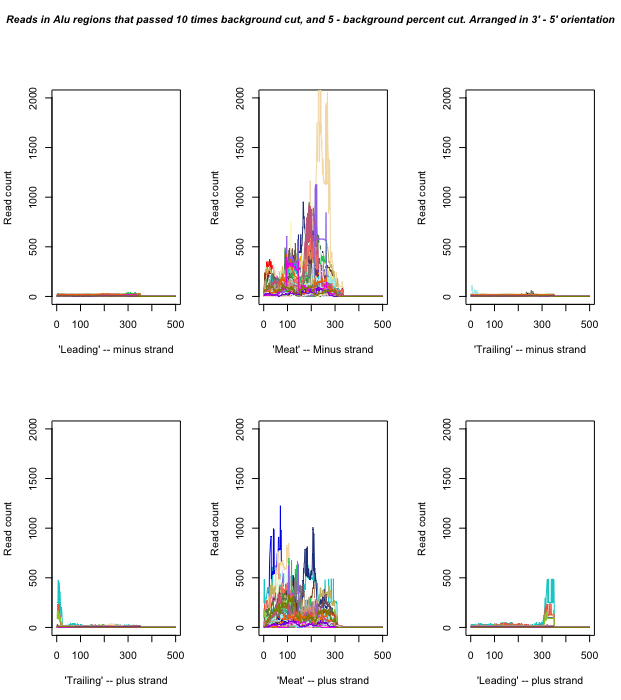 Reads in Alu regions that passed 10 times background cut, and 5 - background percent cut. Arranged in 3' - 5' orientation
Read count
0 500 1000 1500 2000
0 100 300 500
'Leading' -- minus strand
Read count
0 500 1000 1500 2000
0 100 300 500
'Meat' -- Minus strand
Read count
0 500 1000 1500 2000
0 100 300 500
'Trailing' -- minus strand
Read count
0 500 1000 1500 2000
0 100 300 500
'Trailing' -- plus strand
Read count
0 500 1000 1500 2000
0 100 300 500
'Meat' -- plus strand
Read count
0 500 1000 1500 2000
0 100 300 500
'Leading' -- plus strand